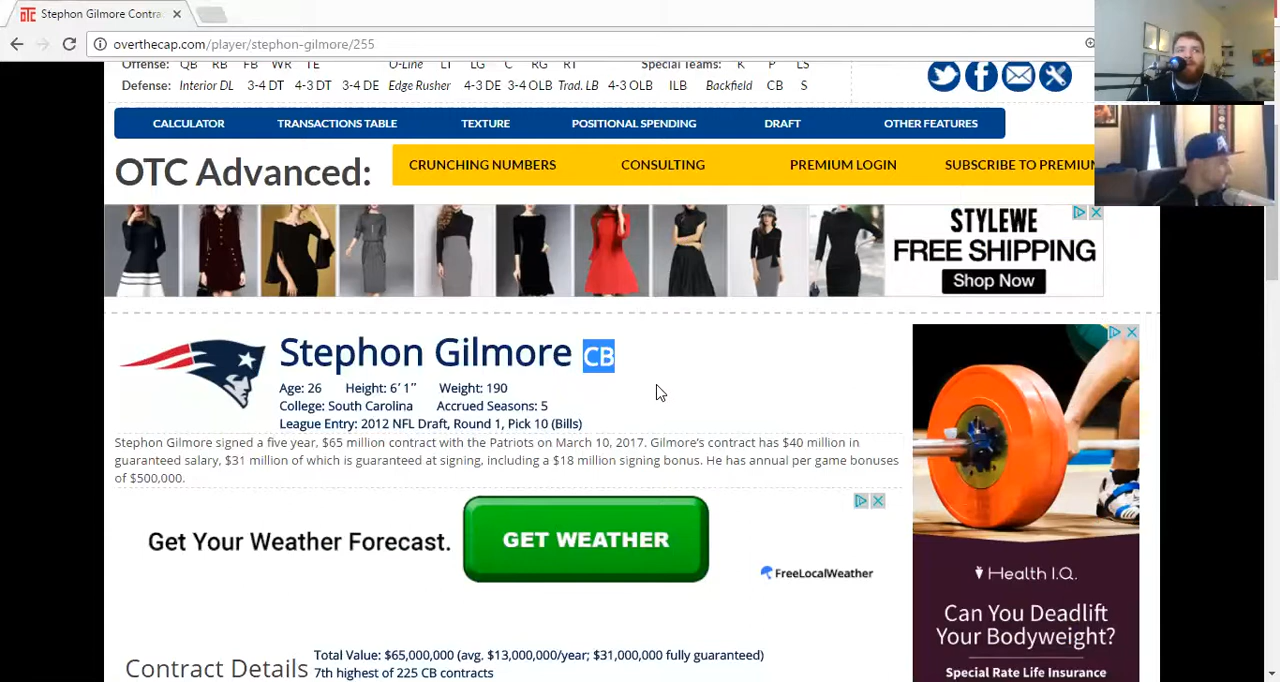 Stephon Gilmore Contra
overthecap.com/player/stephon-gilmore/255
Offense: QB RB FB WR TE O-Line LT LG C RG RT Special Teams: K P LS
Defense: Interior DL 3-4 DT 4-3 DT 3-4 DE Edge Rusher 4-3 DE 3-4 OLB Trad. LB 4-3 OLB ILB Backfield CB S
CALCULATOR TRANSACTIONS TABLE TEXTURE POSITIONAL SPENDING DRAFT OTHER FEATURES
OTC Advanced: CRUNCHING NUMBERS CONSULTING PREMIUM LOGIN SUBSCRIBE TO PREMIUM
STYLEWE
FREE SHIPPING
Shop Now
Stephon Gilmore CB
Age: 26 Height: 6' 1" Weight: 190
College: South Carolina Accrued Seasons: 5
League Entry: 2012 NFL Draft, Round 1, Pick 10 (Bills)
Stephon Gilmore signed a five year, $65 million contract with the Patriots on March 10, 2017. Gilmore's contract has $40 million in
guaranteed salary, $31 million of which is guaranteed at signing, including a $18 million signing bonus. He has annual per game bonuses
of $500,000.
Get Your Weather Forecast. GET WEATHER
FreeLocalWeather
Health I.Q.
Can You Deadlift
Your Bodyweight?
Special Rate Life Insurance
Contract Details
Total Value: $65,000,000 (avg. $13,000,000/year; $31,000,000 fully guaranteed)
7th highest of 225 CB contracts